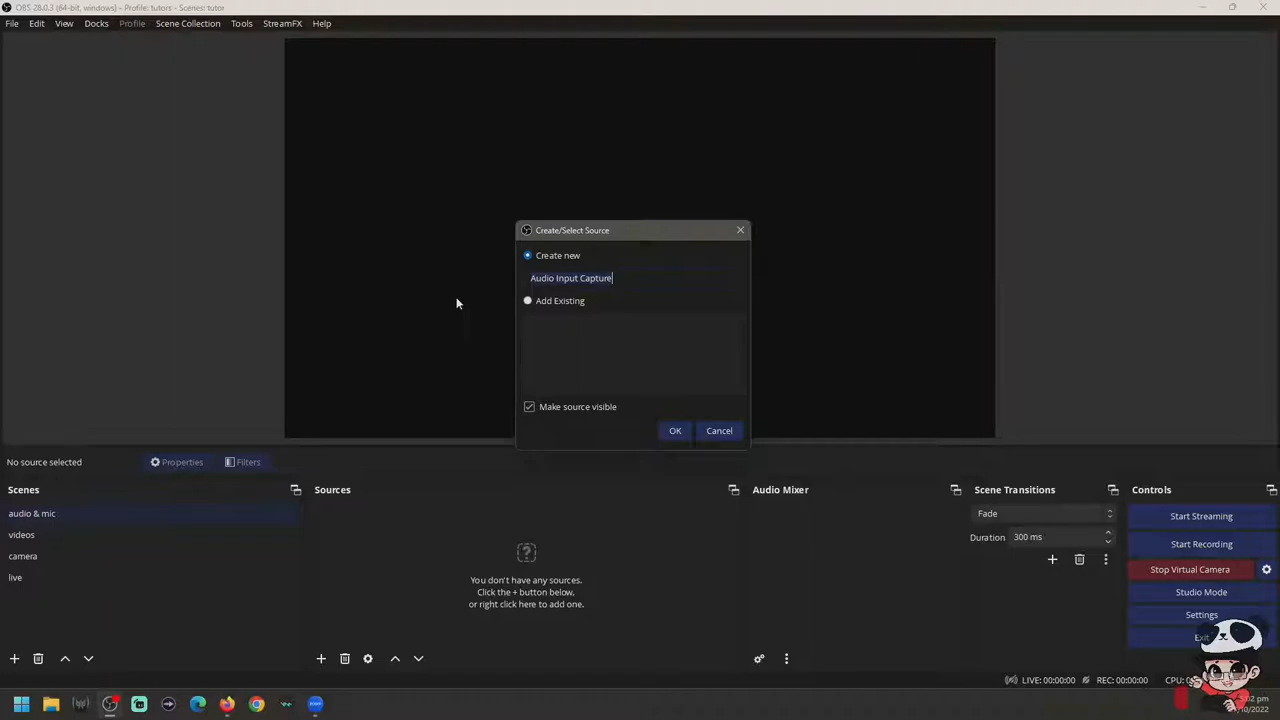 OBS 28.0.3 (64-bit, windows) - Profile: tutors - Scenes: tutor
File Edit View Docks Profile Scene Collection Tools StreamFX Help
Create/Select Source
Create new
Audio Input Capture
Add Existing
Make source visible
OK Cancel
No source selected Properties Filters
Scenes Sources Audio Mixer Scene Transitions Controls
audio & mic
videos
camera
live
You don't have any sources.
Click the + button below,
or right click here to add one.
Fade
Duration 300 ms
Start Streaming
Start Recording
Stop Virtual Camera
Studio Mode
Settings
LIVE: 00:00:00 REC: 00:00:00 CPU: